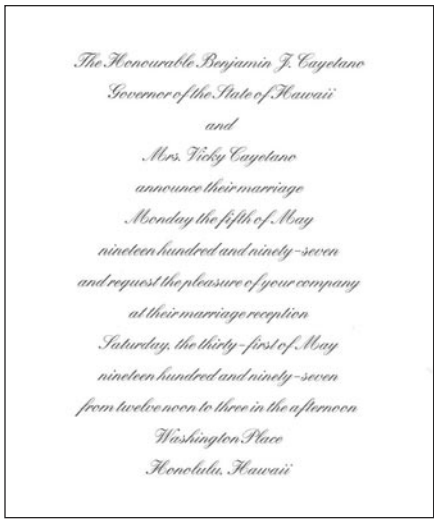 The Honourable Benjamin J. Cayetano
Governor of the State of Hawaii
and
Mrs. Vicky Cayetano
announce their marriage
Monday the fifth of May
nineteen hundred and ninety-seven
and request the pleasure of your company
at their marriage reception
Saturday, the thirty-first of May
nineteen hundred and ninety-seven
from twelve noon to three in the afternoon
Washington Place
Honolulu, Hawaii